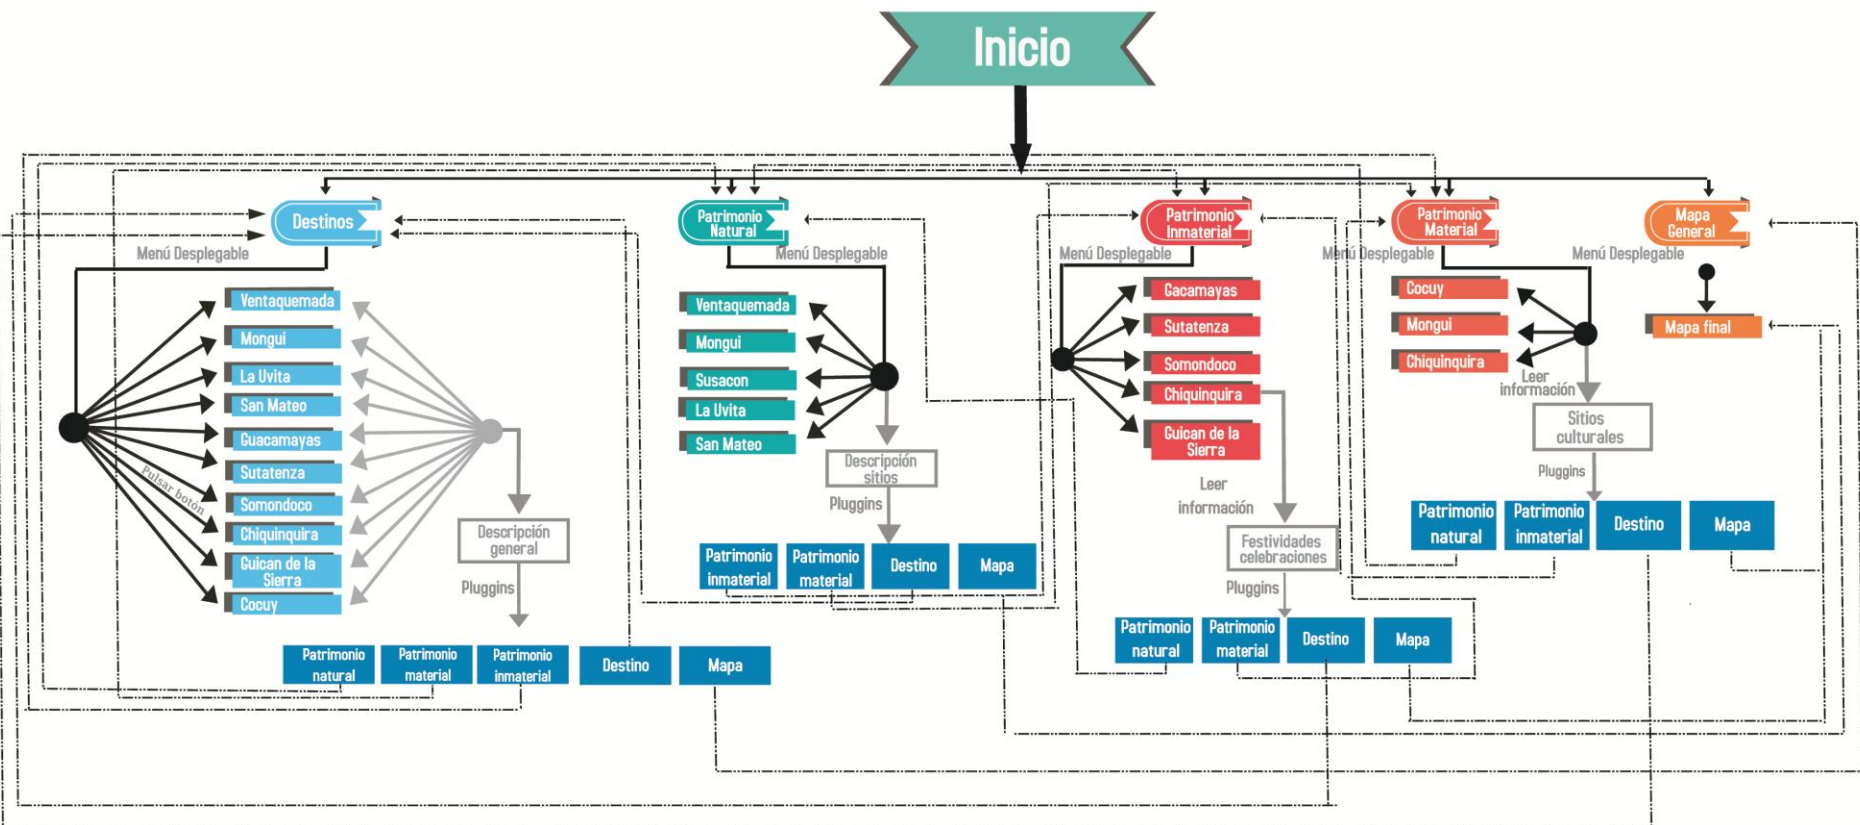 Inicio
Destinos
Menú Desplegable
Ventaquemada
Mongui
La Uvita
San Mateo
Guacamayas
Sutatenza
Somondoco
Chiquinquira
Guican de la
Sierra
Cocuy
Pulsar botón
Descripción
general
Pluggins
Patrimonio
natural
Patrimonio
material
Patrimonio
inmaterial
Destino
Mapa
Patrimonio
Natural
Menú Desplegable
Ventaquemada
Mongui
Susacon
La Uvita
San Mateo
Descripción
sitios
Pluggins
Patrimonio
inmaterial
Patrimonio
material
Destino
Mapa
Patrimonio
Inmaterial
Menú Desplegable
Gacamayas
Sutatenza
Somondoco
Chiquinquira
Guican de la
Sierra
Leer
información
Festividades
celebraciones
Pluggins
Patrimonio
natural
Patrimonio
material
Destino
Mapa
Patrimonio
Material
Menú Desplegable
Cocuy
Mongui
Chiquinquira
Leer
información
Sitios
culturales
Pluggins
Patrimonio
natural
Patrimonio
inmaterial
Destino
Mapa
Mapa
General
Menú Desplegable
Mapa final